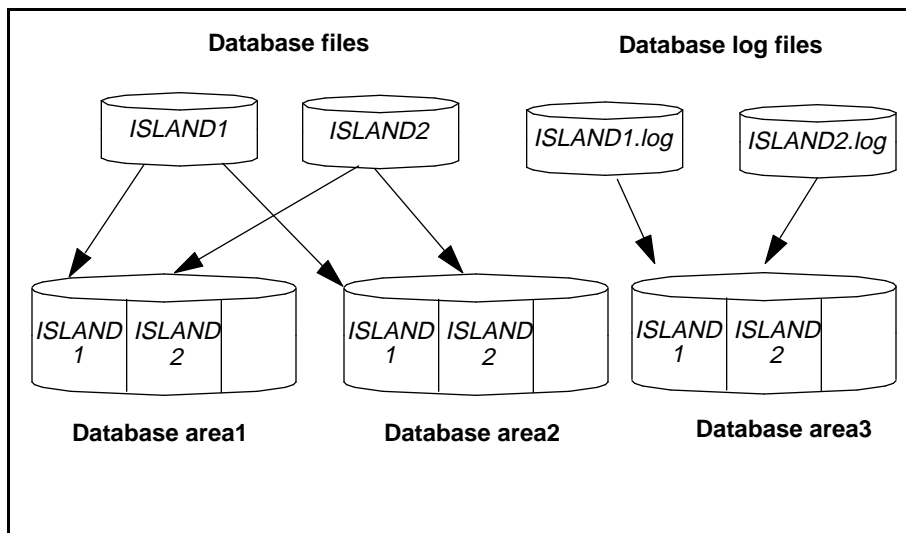 Database files
Database log files
ISLAND1
ISLAND2
ISLAND1.log
ISLAND2.log
ISLAND
1
ISLAND
2
ISLAND
1
ISLAND
2
ISLAND
1
ISLAND
2
Database area1
Database area2
Database area3